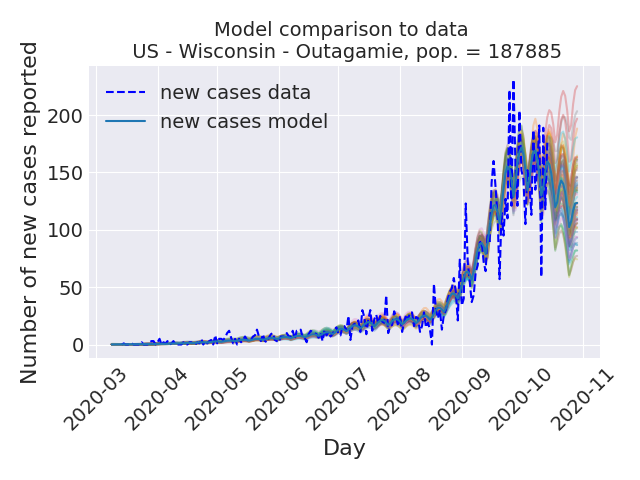 Model comparison to data
US - Wisconsin - Outagamie, pop. = 187885
new cases data
new cases model
Number of new cases reported
200
150
100
50
0
2020-03
2020-04
2020-05
2020-06
2020-07
2020-08
2020-09
2020-10
2020-11
Day